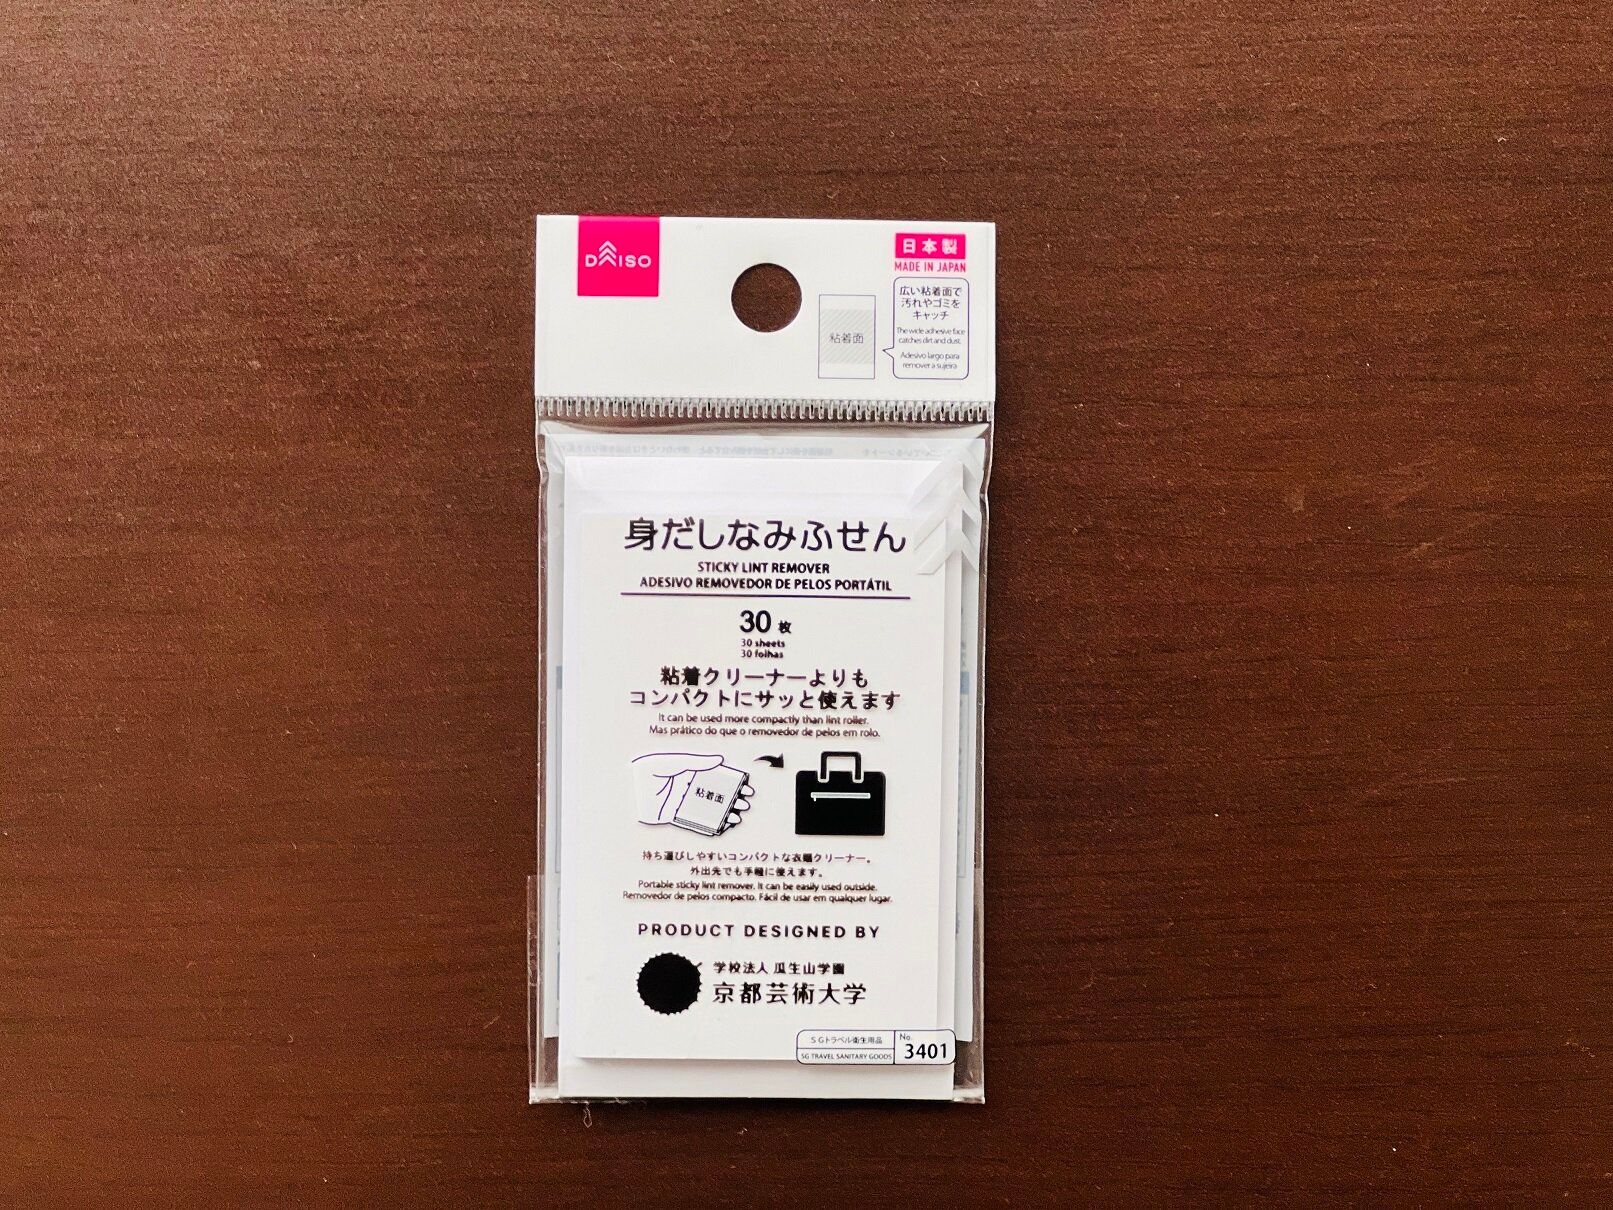 DAISO
日本製
MADE IN JAPAN
広い粘着面で
汚れやゴミを
キャッチ
The wide adhesive face
catches dirt and dust.
Adesivo largo para
remover a sujeira
粘着面
身だしなみふせん
STICKY LINT REMOVER
ADESIVO REMOVEDOR DE PELOS PORTÁTIL
30枚
30 sheets
30 folhas
粘着クリーナーよりも
コンパクトにサッと使えます
It can be used more compactly than lint roller.
Mas prático do que o removedor de pelos em rolo.
粘着面
持ち運びしやすいコンパクトな衣類クリーナー。
外出先でも手軽に使えます。
Portable sticky lint remover. It can be easily used outside.
Removedor de pelos compacto. Fácil de usar em qualquer lugar.
PRODUCT DESIGNED BY
学校法人 瓜生山学園
京都芸術大学
SGトラベル衛生用品
SG TRAVEL SANITARY GOODS
No.
3401